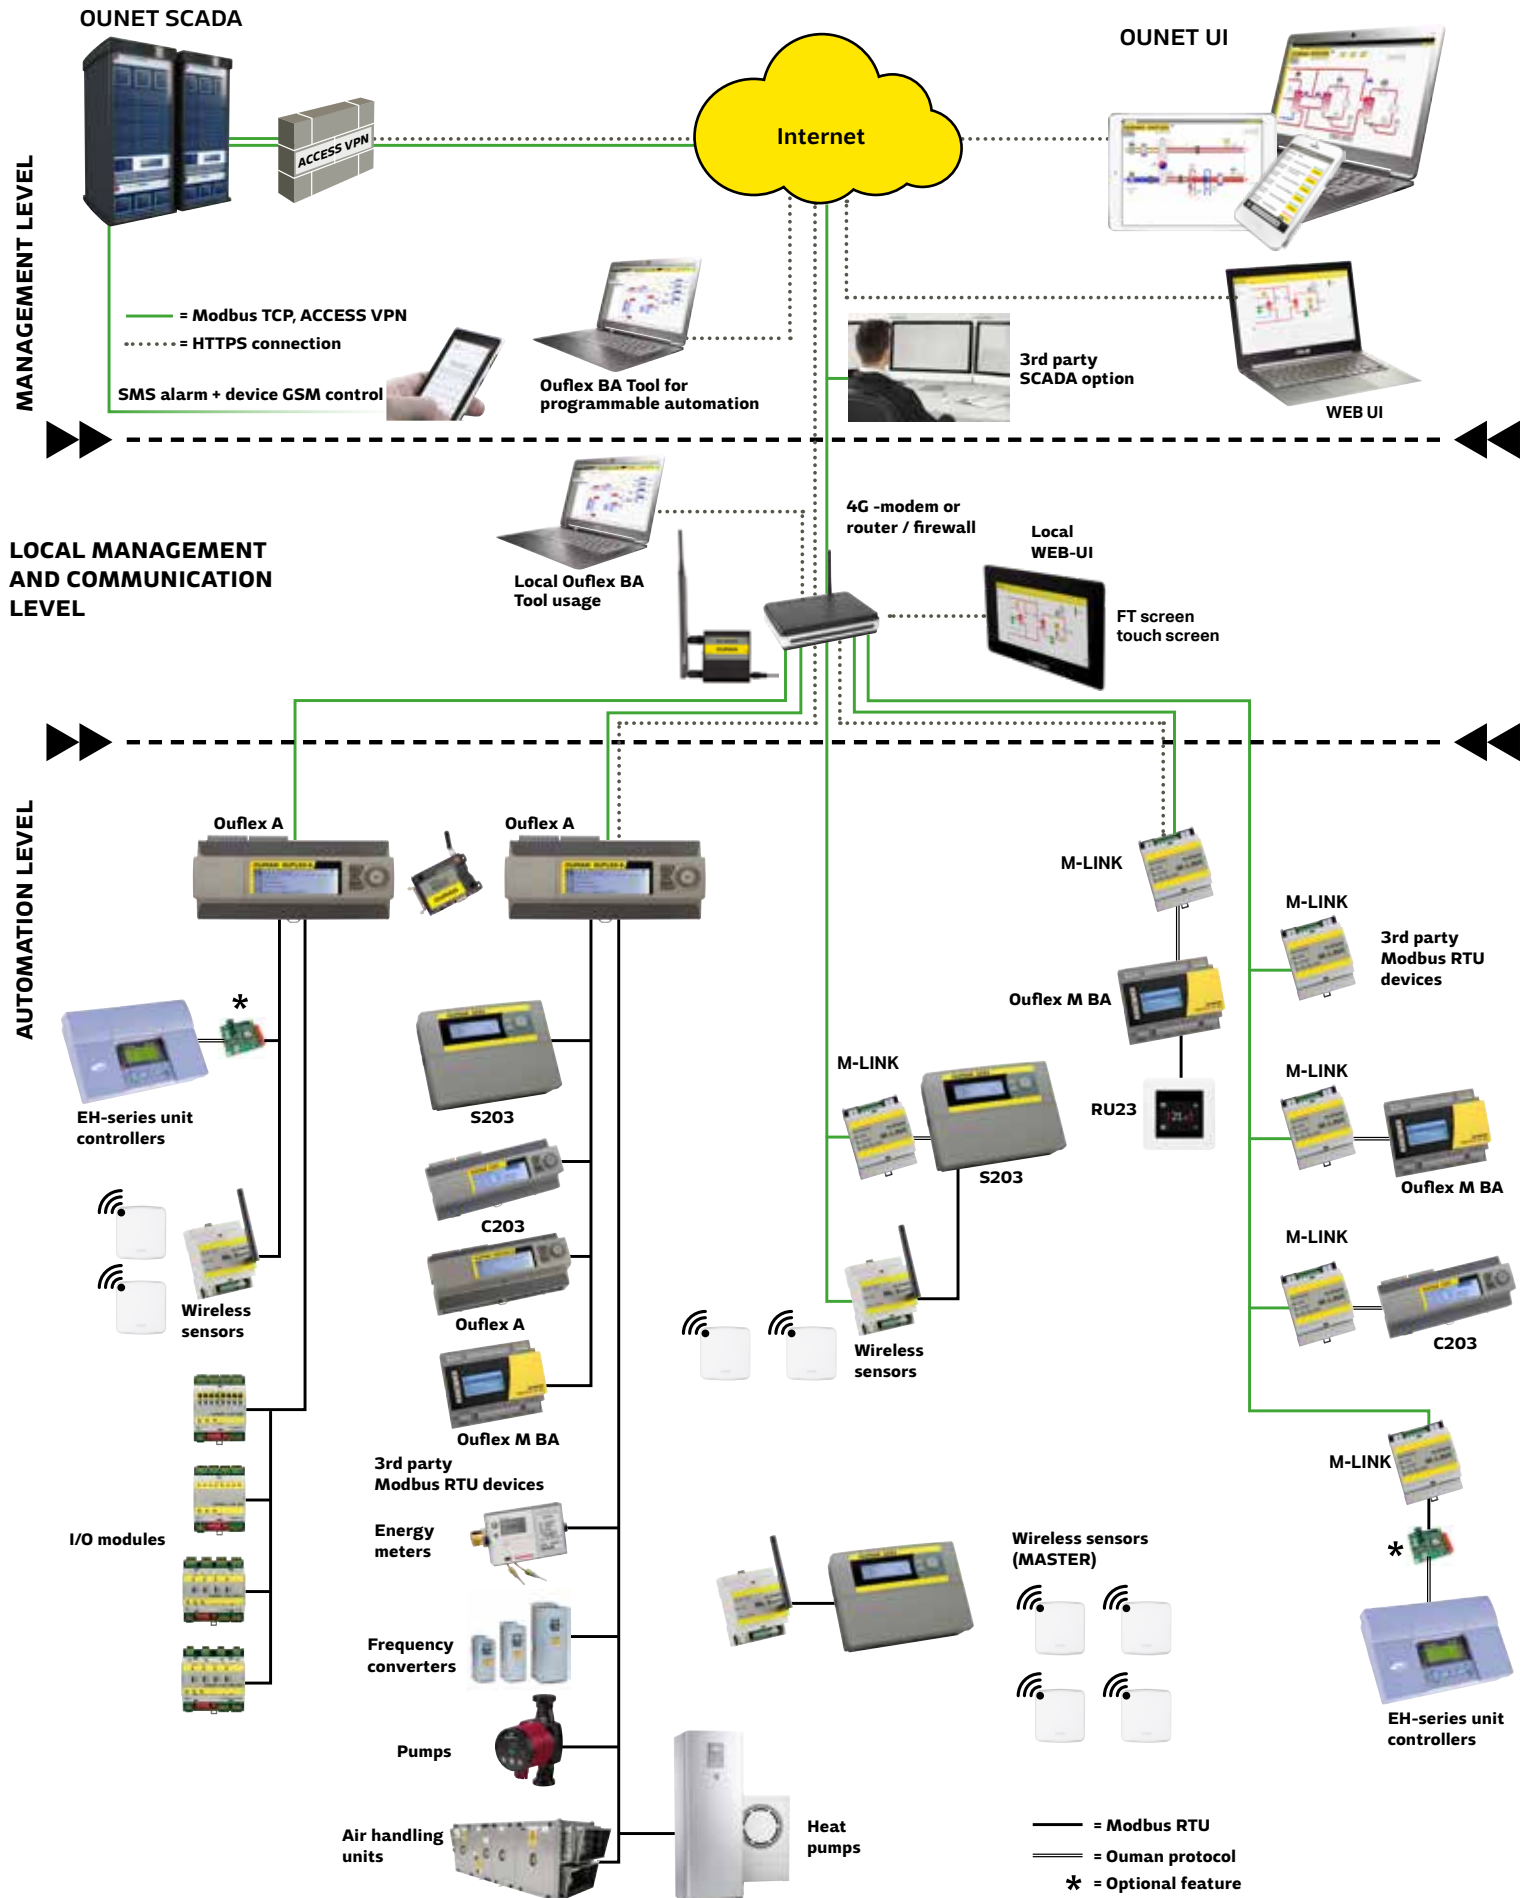 OUNET SCADA
OUNET UI
ACCESS VPN
Internet
MANAGEMENT LEVEL
= Modbus TCP, ACCESS VPN
= HTTPS connection
SMS alarm + device GSM control
Ouflex BA Tool for
programmable automation
3rd party
SCADA option
WEB UI
LOCAL MANAGEMENT
AND COMMUNICATION
LEVEL
Local Ouflex BA
Tool usage
4G -modem or
router / firewall
Local
WEB-UI
FT screen
touch screen
AUTOMATION LEVEL
Ouflex A
Ouflex A
M-LINK
M-LINK
3rd party
Modbus RTU
devices
*
EH-series unit
controllers
S203
Ouflex M BA
RU23
M-LINK
S203
M-LINK
Ouflex M BA
C203
Wireless
sensors
Ouflex A
Wireless
sensors
M-LINK
C203
Ouflex M BA
I/O modules
3rd party
Modbus RTU devices
Energy
meters
Frequency
converters
Pumps
Air handling
units
Heat
pumps
Wireless sensors
(MASTER)
M-LINK
*
EH-series unit
controllers
= Modbus RTU
= Ouman protocol
* = Optional feature